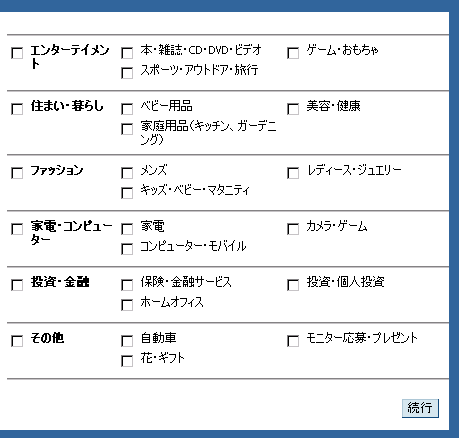 エンターテイメン 本・雑誌・CD・DVD・ビデオ ゲーム・おもちゃ
ト スポーツ・アウトドア・旅行
住まい・暮らし ベビー用品 美容・健康
家庭用品(キッチン、ガーデニ
ング)
ファッション メンズ レディース・ジュエリー
キッズ・ベビー・マタニティ
家電・コンピュー 家電 カメラ・ゲーム
ター コンピューター・モバイル
投資・金融 保険・金融サービス 投資・個人投資
ホームオフィス
その他 自動車 モニター応募・プレゼント
花・ギフト
続行